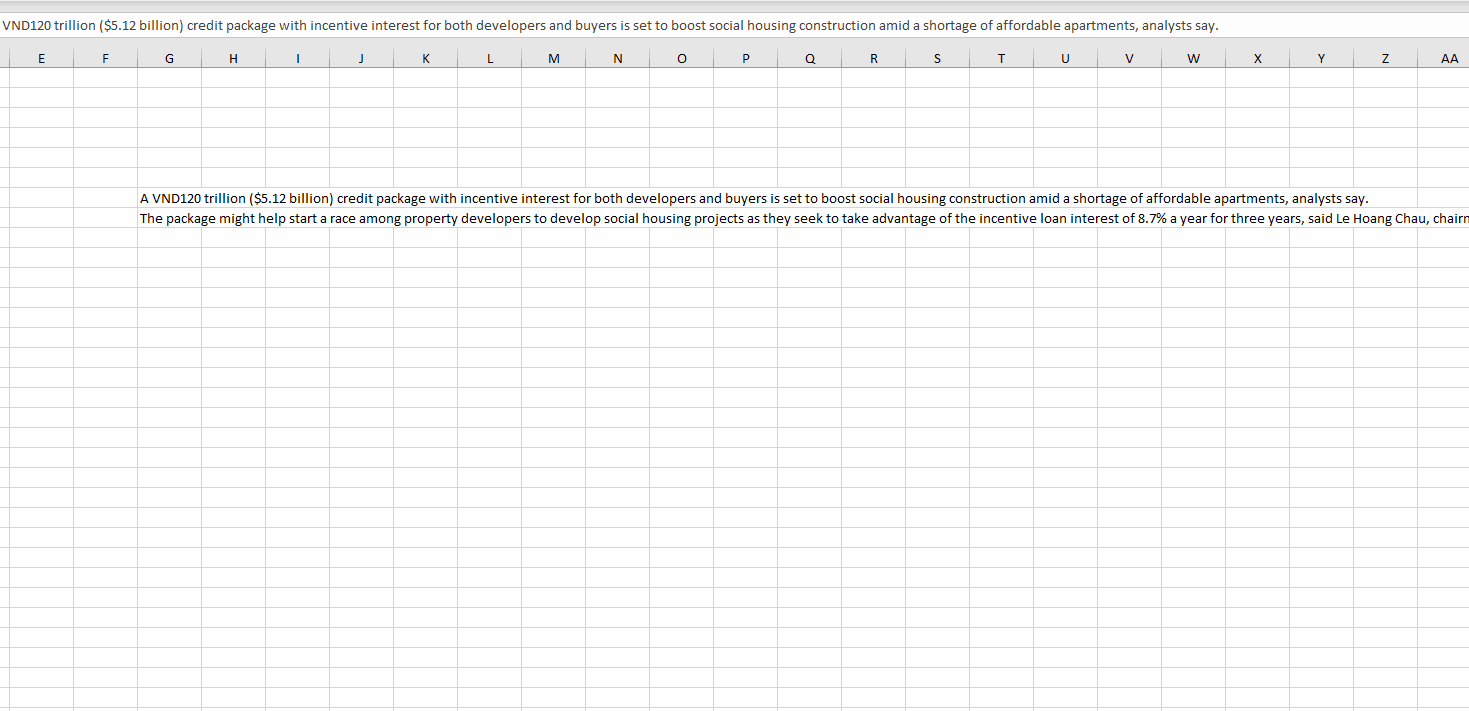 VND120 trillion ($5.12 billion) credit package with incentive interest for both developers and buyers is set to boost social housing construction amid a shortage of affordable apartments, analysts say.
E F G H I J K L M N O P Q R S T U V W X Y Z AA
A VND120 trillion ($5.12 billion) credit package with incentive interest for both developers and buyers is set to boost social housing construction amid a shortage of affordable apartments, analysts say.
The package might help start a race among property developers to develop social housing projects as they seek to take advantage of the incentive loan interest of 8.7% a year for three years, said Le Hoang Chau,